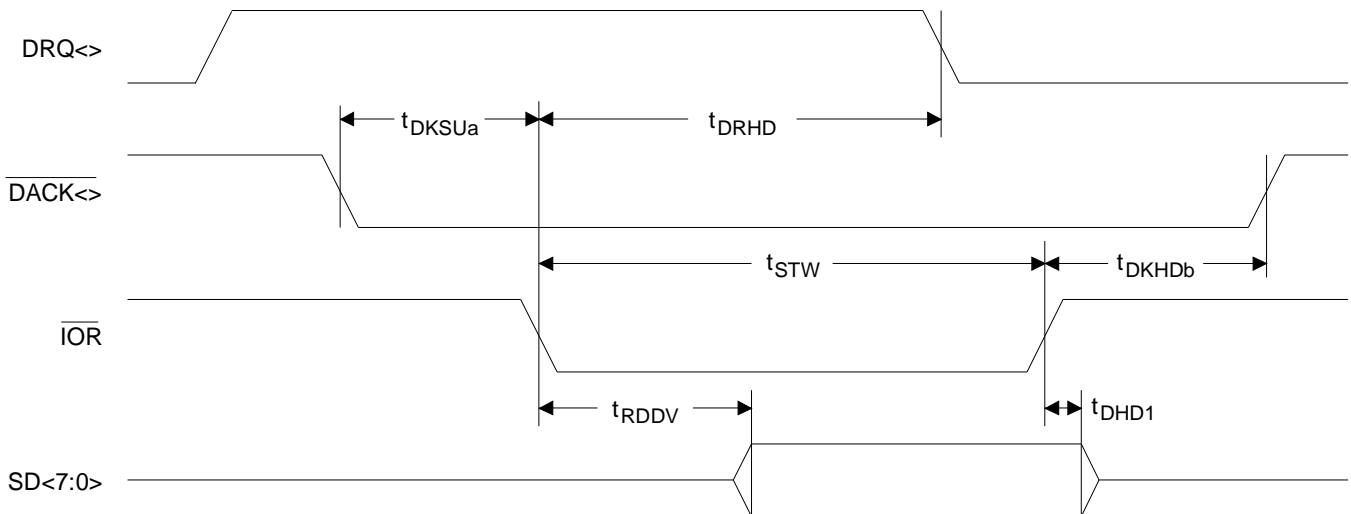 DRQ<>
tDKSUa tDRHD
DACK<>
tSTW tDKHDb
IOR
tRDDV tDHD1
SD<7:0>